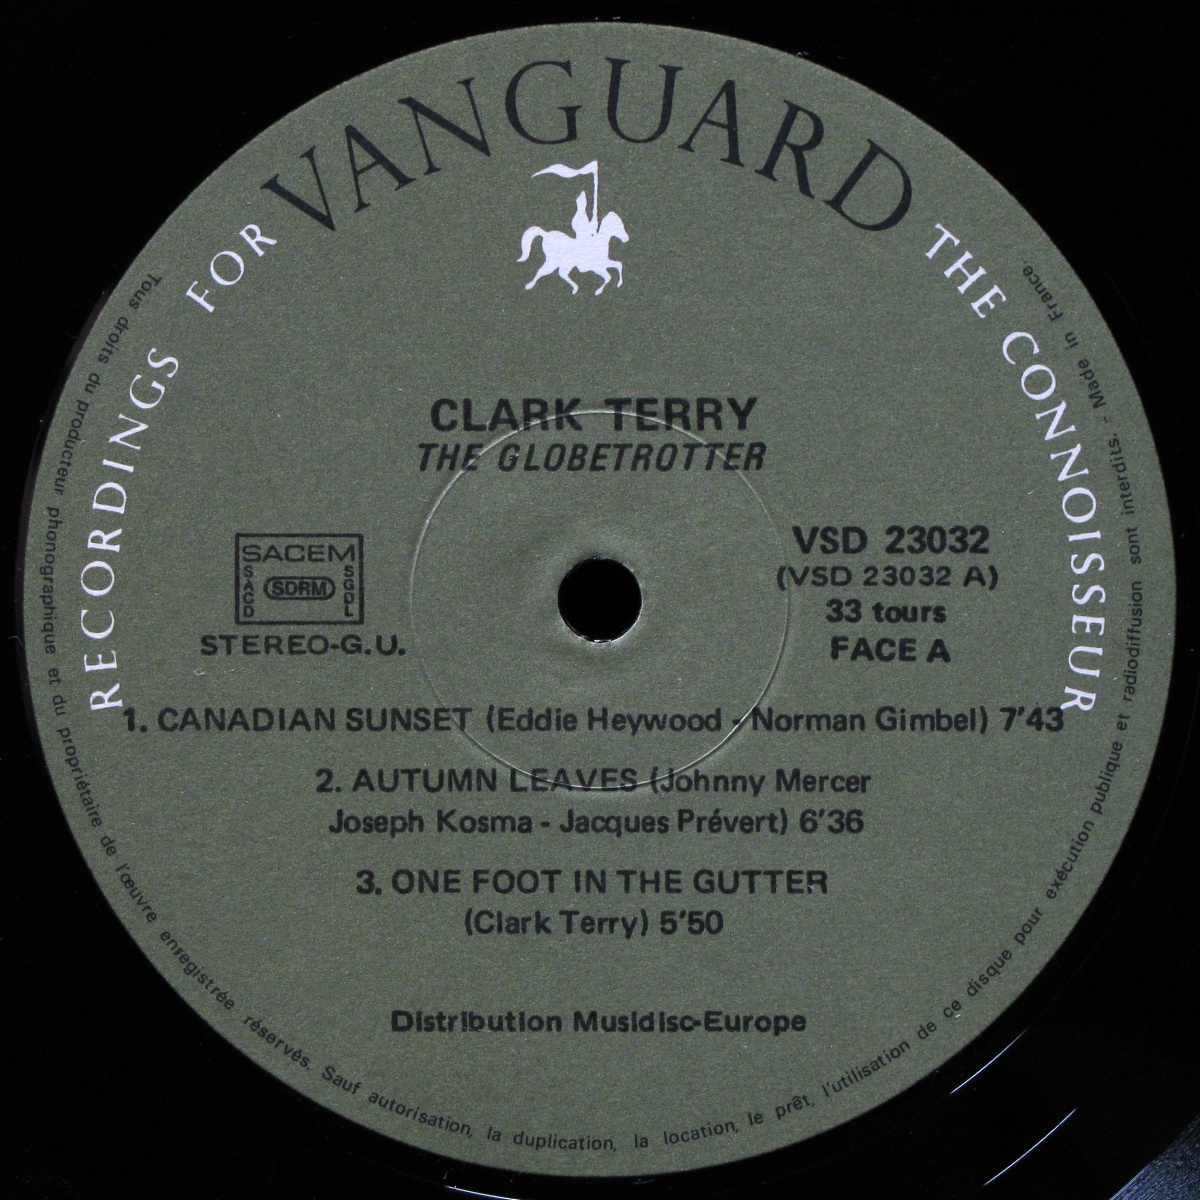 RECORDINGS FOR VANGUARD THE CONNOISSEUR
CLARK TERRY
THE GLOBETROTTER
SACEM
SACD
SDRM
SGDL
STEREO-G.U.
VSD 23032
(VSD 23032 A)
33 tours
FACE A
1. CANADIAN SUNSET (Eddie Heywood - Norman Gimbel) 7'43
2. AUTUMN LEAVES (Johnny Mercer
Joseph Kosma - Jacques Prévert) 6'36
3. ONE FOOT IN THE GUTTER
(Clark Terry) 5'50
Distribution Musidisc-Europe
Tous droits du producteur phonographique et du propriétaire de l'œuvre enregistrée réservés. Sauf autorisation, la duplication, la location, le prêt, l'utilisation de ce disque pour exécution publique et radiodiffusion sont interdits. - Made in France.